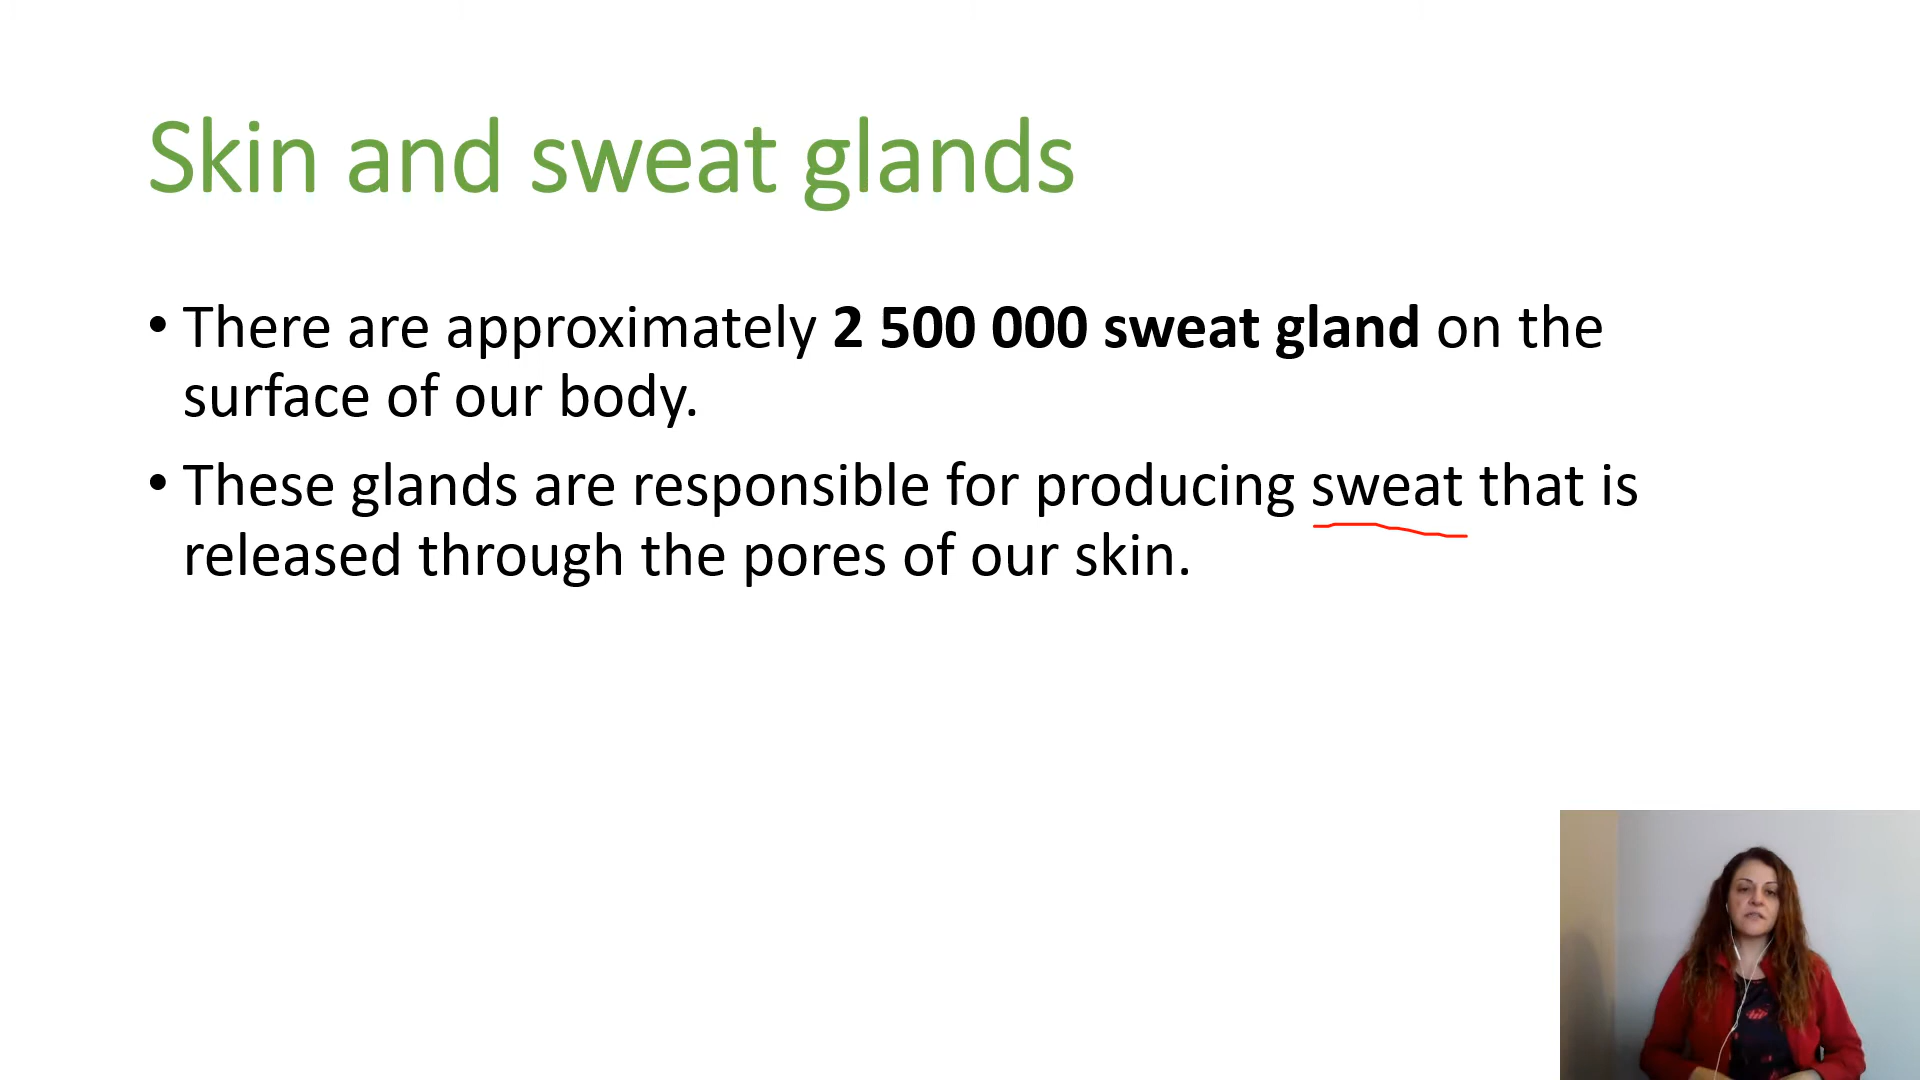 Skin and sweat glands
• There are approximately 2 500 000 sweat gland on the
surface of our body.
• These glands are responsible for producing sweat that is
released through the pores of our skin.